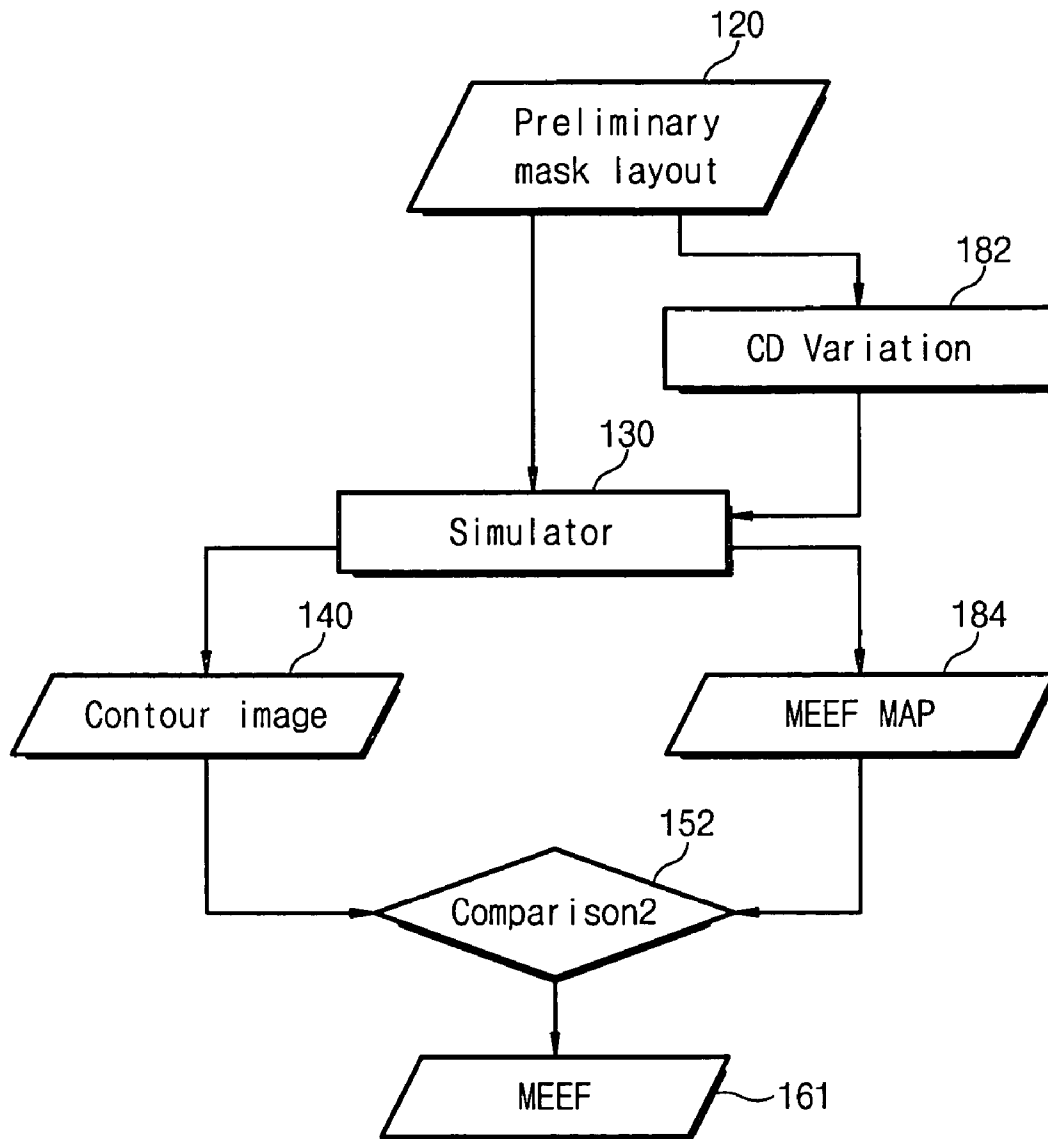 120
Preliminary
mask layout
182
CD Variation
130
Simulator
140
Contour image
184
MEEF MAP
152
Comparison2
MEEF
161